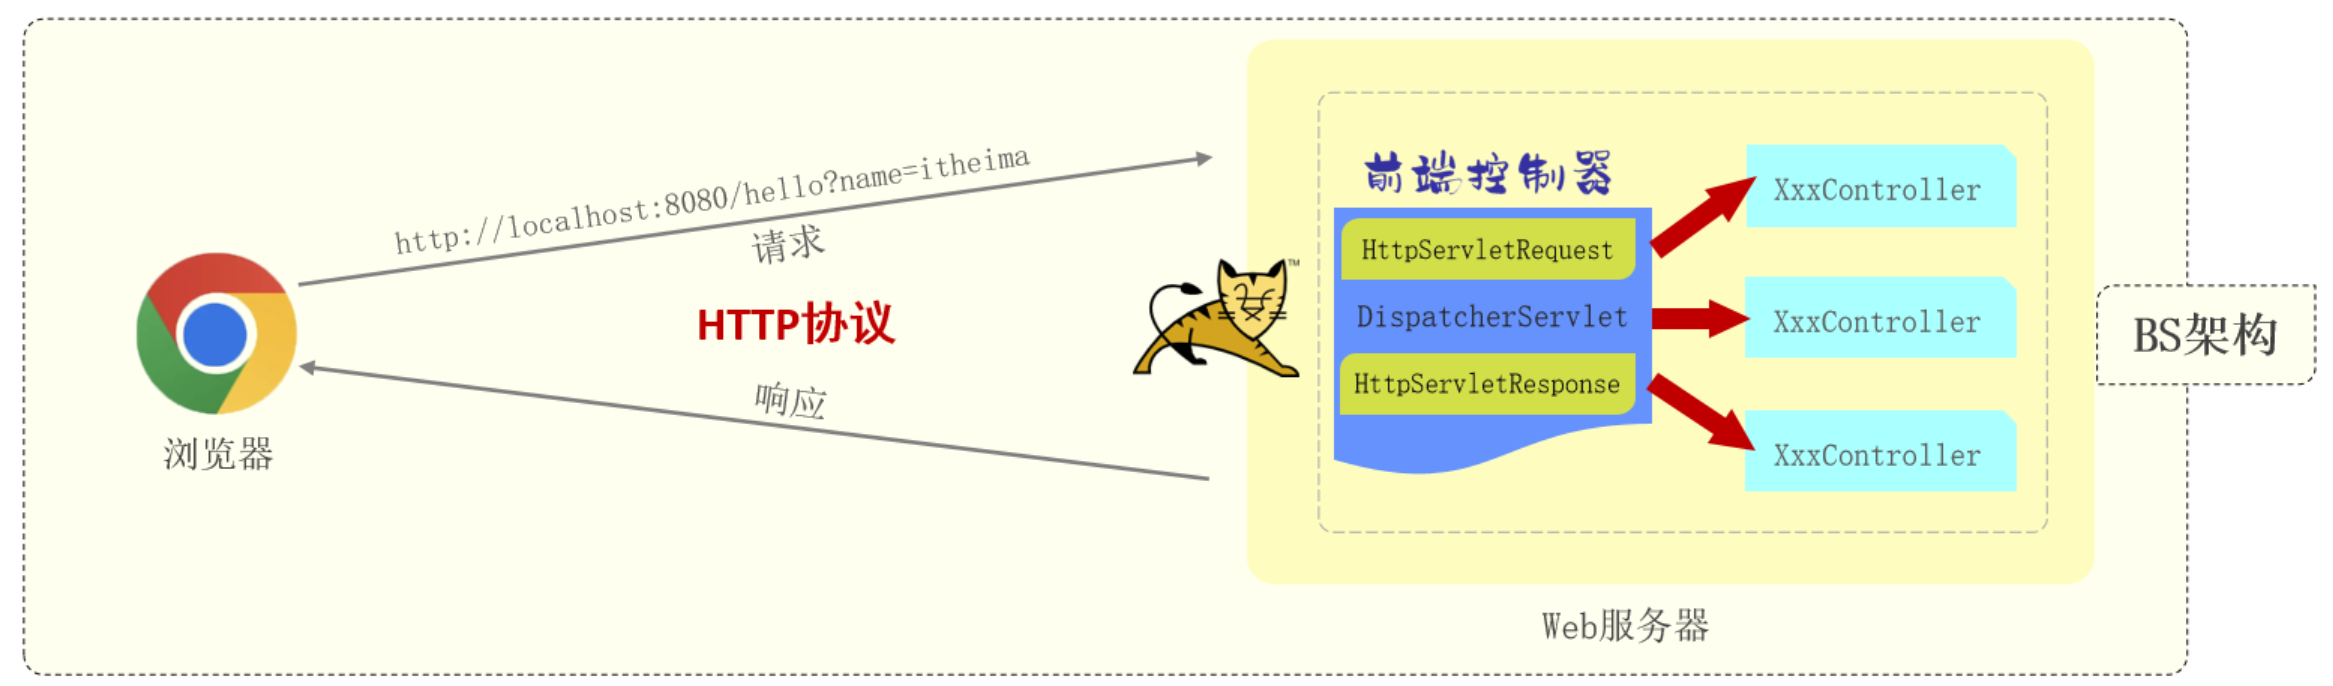 http://localhost:8080/hello?name=itheima
请求
HTTP协议
响应
浏览器
TM
前端控制器
HttpServletRequest
DispatcherServlet
HttpServletResponse
XxxController
XxxController
XxxController
Web服务器
BS架构